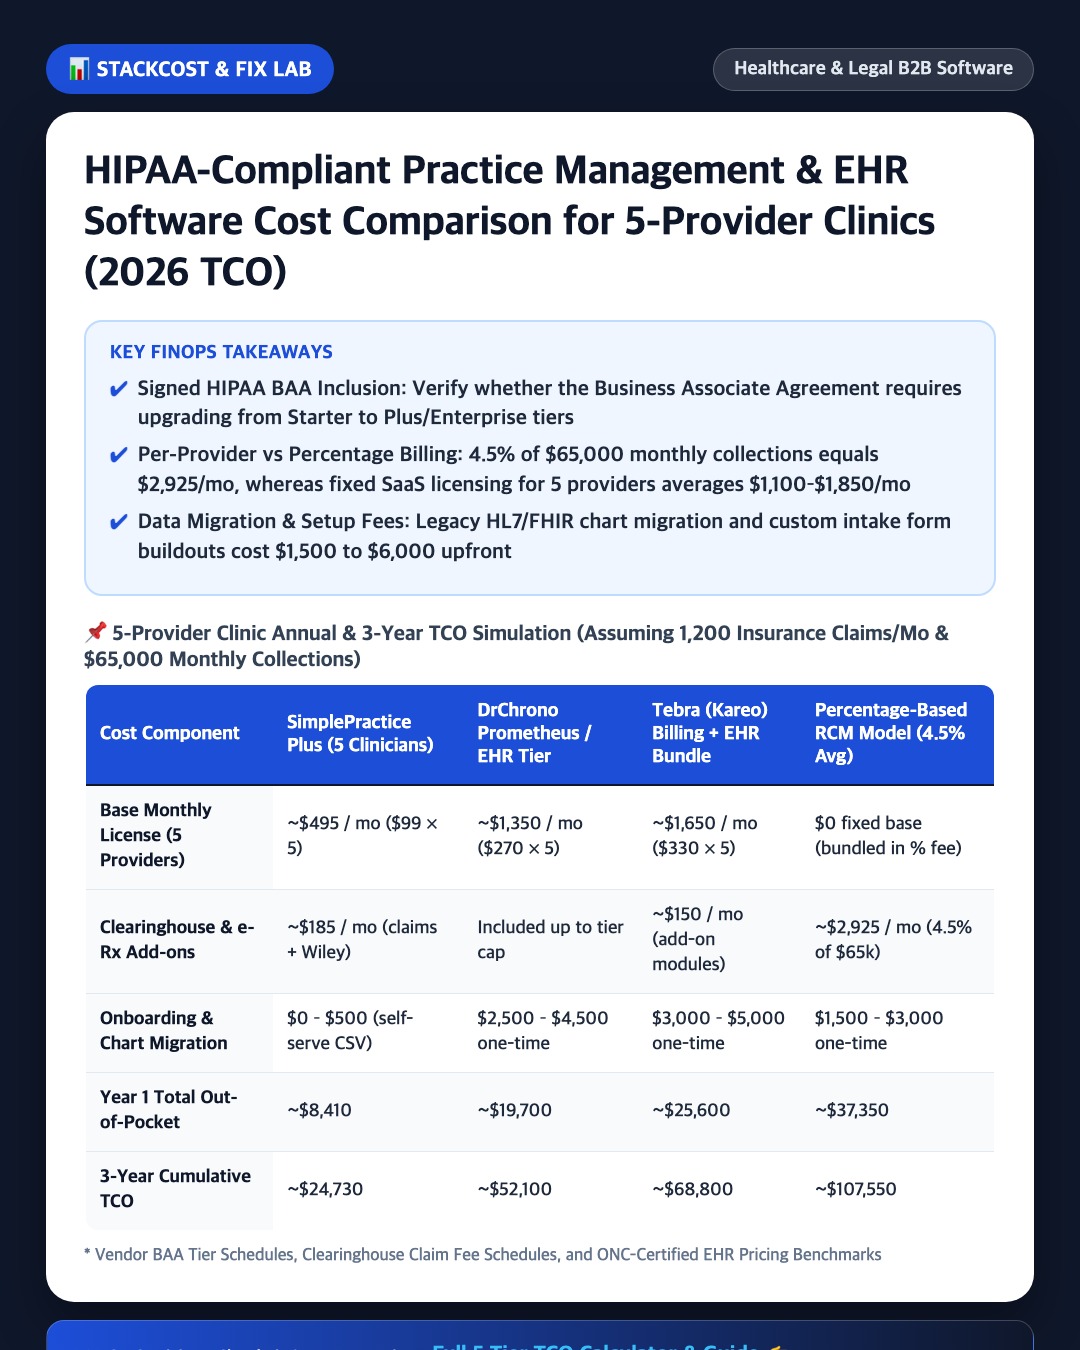 📊 STACKCOST & FIX LAB
Healthcare & Legal B2B Software
HIPAA-Compliant Practice Management & EHR
Software Cost Comparison for 5-Provider Clinics
(2026 TCO)
KEY FINOPS TAKEAWAYS
✔ Signed HIPAA BAA Inclusion: Verify whether the Business Associate Agreement requires
upgrading from Starter to Plus/Enterprise tiers
✔ Per-Provider vs Percentage Billing: 4.5% of $65,000 monthly collections equals
$2,925/mo, whereas fixed SaaS licensing for 5 providers averages $1,100-$1,850/mo
✔ Data Migration & Setup Fees: Legacy HL7/FHIR chart migration and custom intake form
buildouts cost $1,500 to $6,000 upfront
📌 5-Provider Clinic Annual & 3-Year TCO Simulation (Assuming 1,200 Insurance Claims/Mo &
$65,000 Monthly Collections)
Cost Component
SimplePractice
Plus (5 Clinicians)
DrChrono
Prometheus /
EHR Tier
Tebra (Kareo)
Billing + EHR
Bundle
Percentage-Based
RCM Model (4.5%
Avg)
Base Monthly
License (5
Providers)
~$495 / mo ($99 ×
5)
~$1,350 / mo
($270 × 5)
~$1,650 / mo
($330 × 5)
$0 fixed base
(bundled in % fee)
Clearinghouse & e-
Rx Add-ons
~$185 / mo (claims
+ Wiley)
Included up to tier
cap
~$150 / mo
(add-on
modules)
~$2,925 / mo (4.5%
of $65k)
Onboarding &
Chart Migration
$0 - $500 (self-
serve CSV)
$2,500 - $4,500
one-time
$3,000 - $5,000
one-time
$1,500 - $3,000
one-time
Year 1 Total Out-
of-Pocket
~$8,410
~$19,700
~$25,600
~$37,350
3-Year Cumulative
TCO
~$24,730
~$52,100
~$68,800
~$107,550
* Vendor BAA Tier Schedules, Clearinghouse Claim Fee Schedules, and ONC-Certified EHR Pricing Benchmarks
Full 5-Tier TCO Calculator & Guide